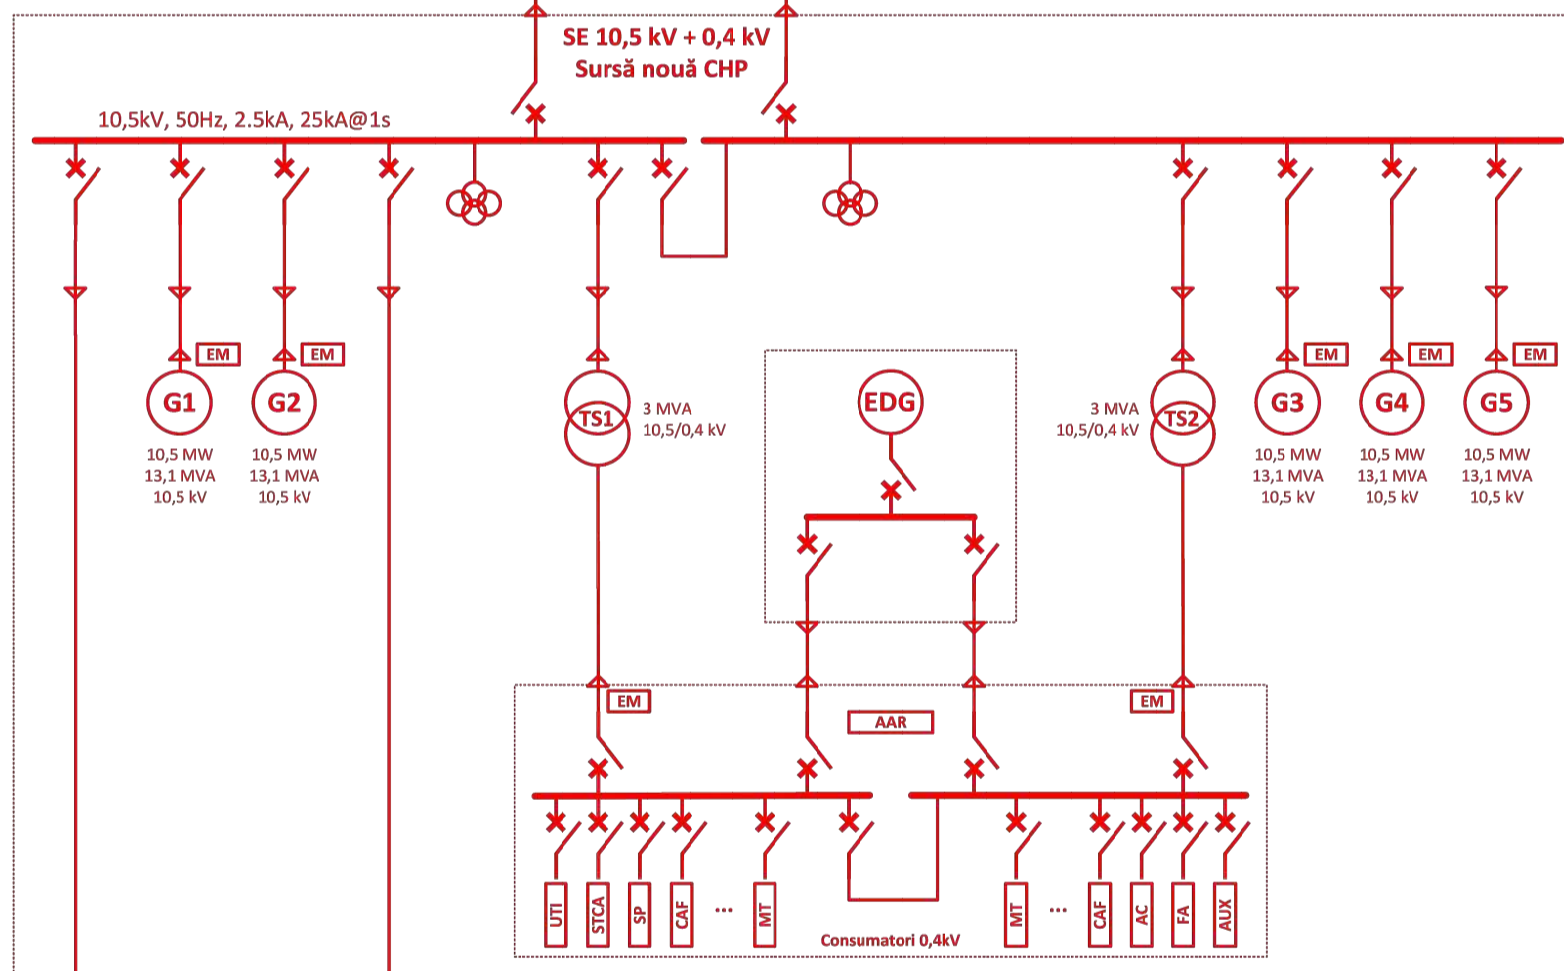 SE 10,5 kV + 0,4 kV
Sursă nouă CHP
10,5kV, 50Hz, 2.5kA, 25kA@1s
EM
EM
EM
EM
EM
G1
G2
TS1
3 MVA
10,5/0,4 kV
EDG
3 MVA
10,5/0,4 kV
TS2
G3
G4
G5
10,5 MW
13,1 MVA
10,5 kV
10,5 MW
13,1 MVA
10,5 kV
10,5 MW
13,1 MVA
10,5 kV
10,5 MW
13,1 MVA
10,5 kV
10,5 MW
13,1 MVA
10,5 kV
EM
AAR
EM
UTI
STCA
SP
CAF
...
MT
MT
...
CAF
AC
FA
AUX
Consumatori 0,4kV